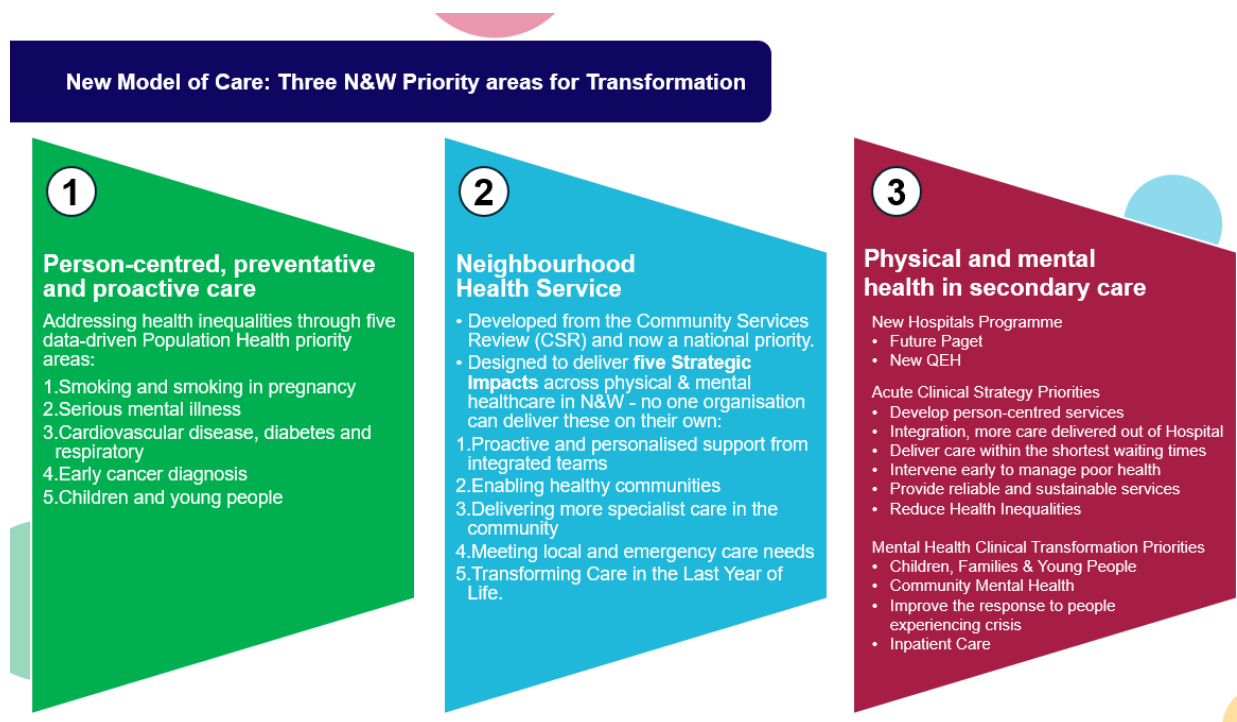 New Model of Care: Three N&W Priority areas for Transformation
1
Person-centred, preventative
and proactive care
Addressing health inequalities through five
data-driven Population Health priority
areas:
1.Smoking and smoking in pregnancy
2.Serious mental illness
3.Cardiovascular disease, diabetes and
respiratory
4.Early cancer diagnosis
5.Children and young people
2
Neighbourhood
Health Service
• Developed from the Community Services
Review (CSR) and now a national priority.
• Designed to deliver five Strategic
Impacts across physical & mental
healthcare in N&W - no one organisation
can deliver these on their own:
1.Proactive and personalised support from
integrated teams
2.Enabling healthy communities
3.Delivering more specialist care in the
community
4.Meeting local and emergency care needs
5.Transforming Care in the Last Year of
Life.
3
Physical and mental
health in secondary care
New Hospitals Programme
• Future Paget
• New QEH
Acute Clinical Strategy Priorities
• Develop person-centred services
• Integration, more care delivered out of Hospital
• Deliver care within the shortest waiting times
• Intervene early to manage poor health
• Provide reliable and sustainable services
• Reduce Health Inequalities
Mental Health Clinical Transformation Priorities
• Children, Families & Young People
• Community Mental Health
• Improve the response to people
experiencing crisis
• Inpatient Care